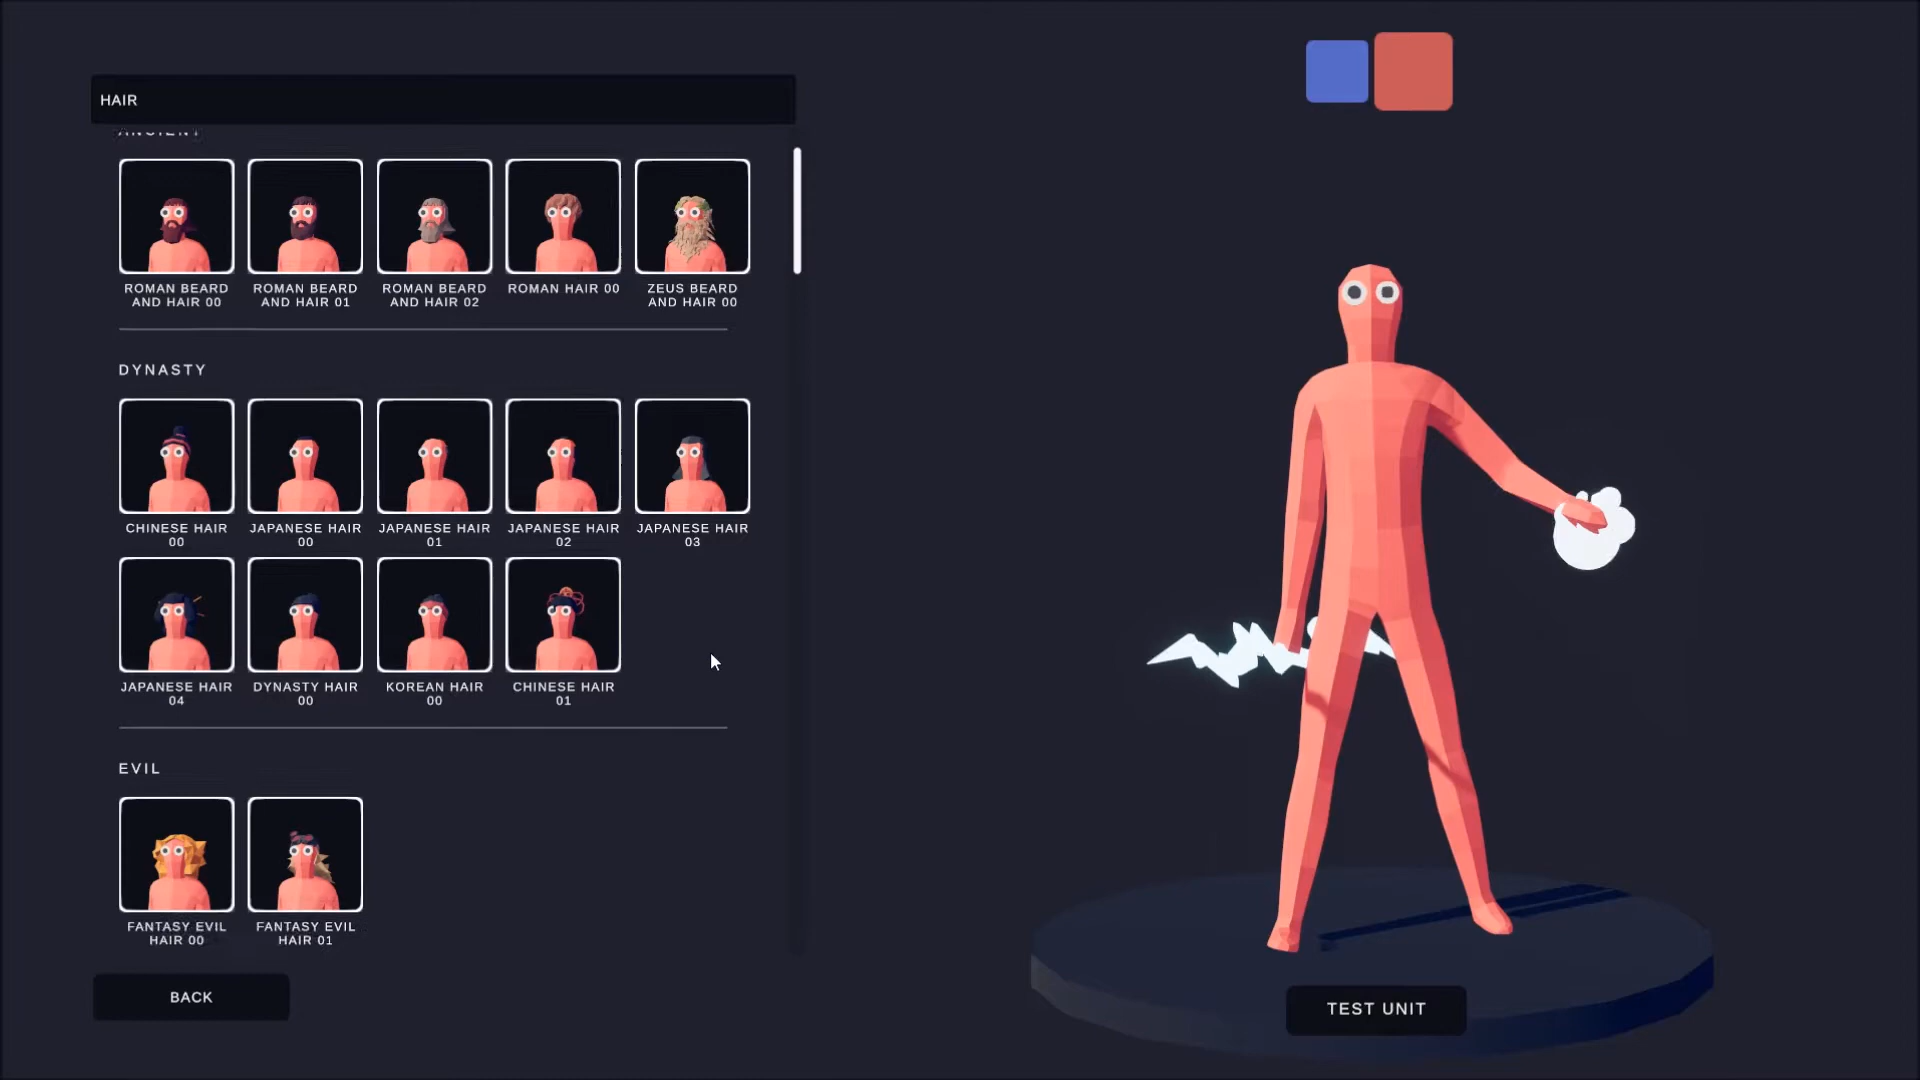 HAIR
ANCIENT
ROMAN BEARD AND HAIR 00
ROMAN BEARD AND HAIR 01
ROMAN BEARD AND HAIR 02
ROMAN HAIR 00
ZEUS BEARD AND HAIR 00
DYNASTY
CHINESE HAIR 00
JAPANESE HAIR 00
JAPANESE HAIR 01
JAPANESE HAIR 02
JAPANESE HAIR 03
JAPANESE HAIR 04
DYNASTY HAIR 00
KOREAN HAIR 00
CHINESE HAIR 01
EVIL
FANTASY EVIL HAIR 00
FANTASY EVIL HAIR 01
BACK
TEST UNIT